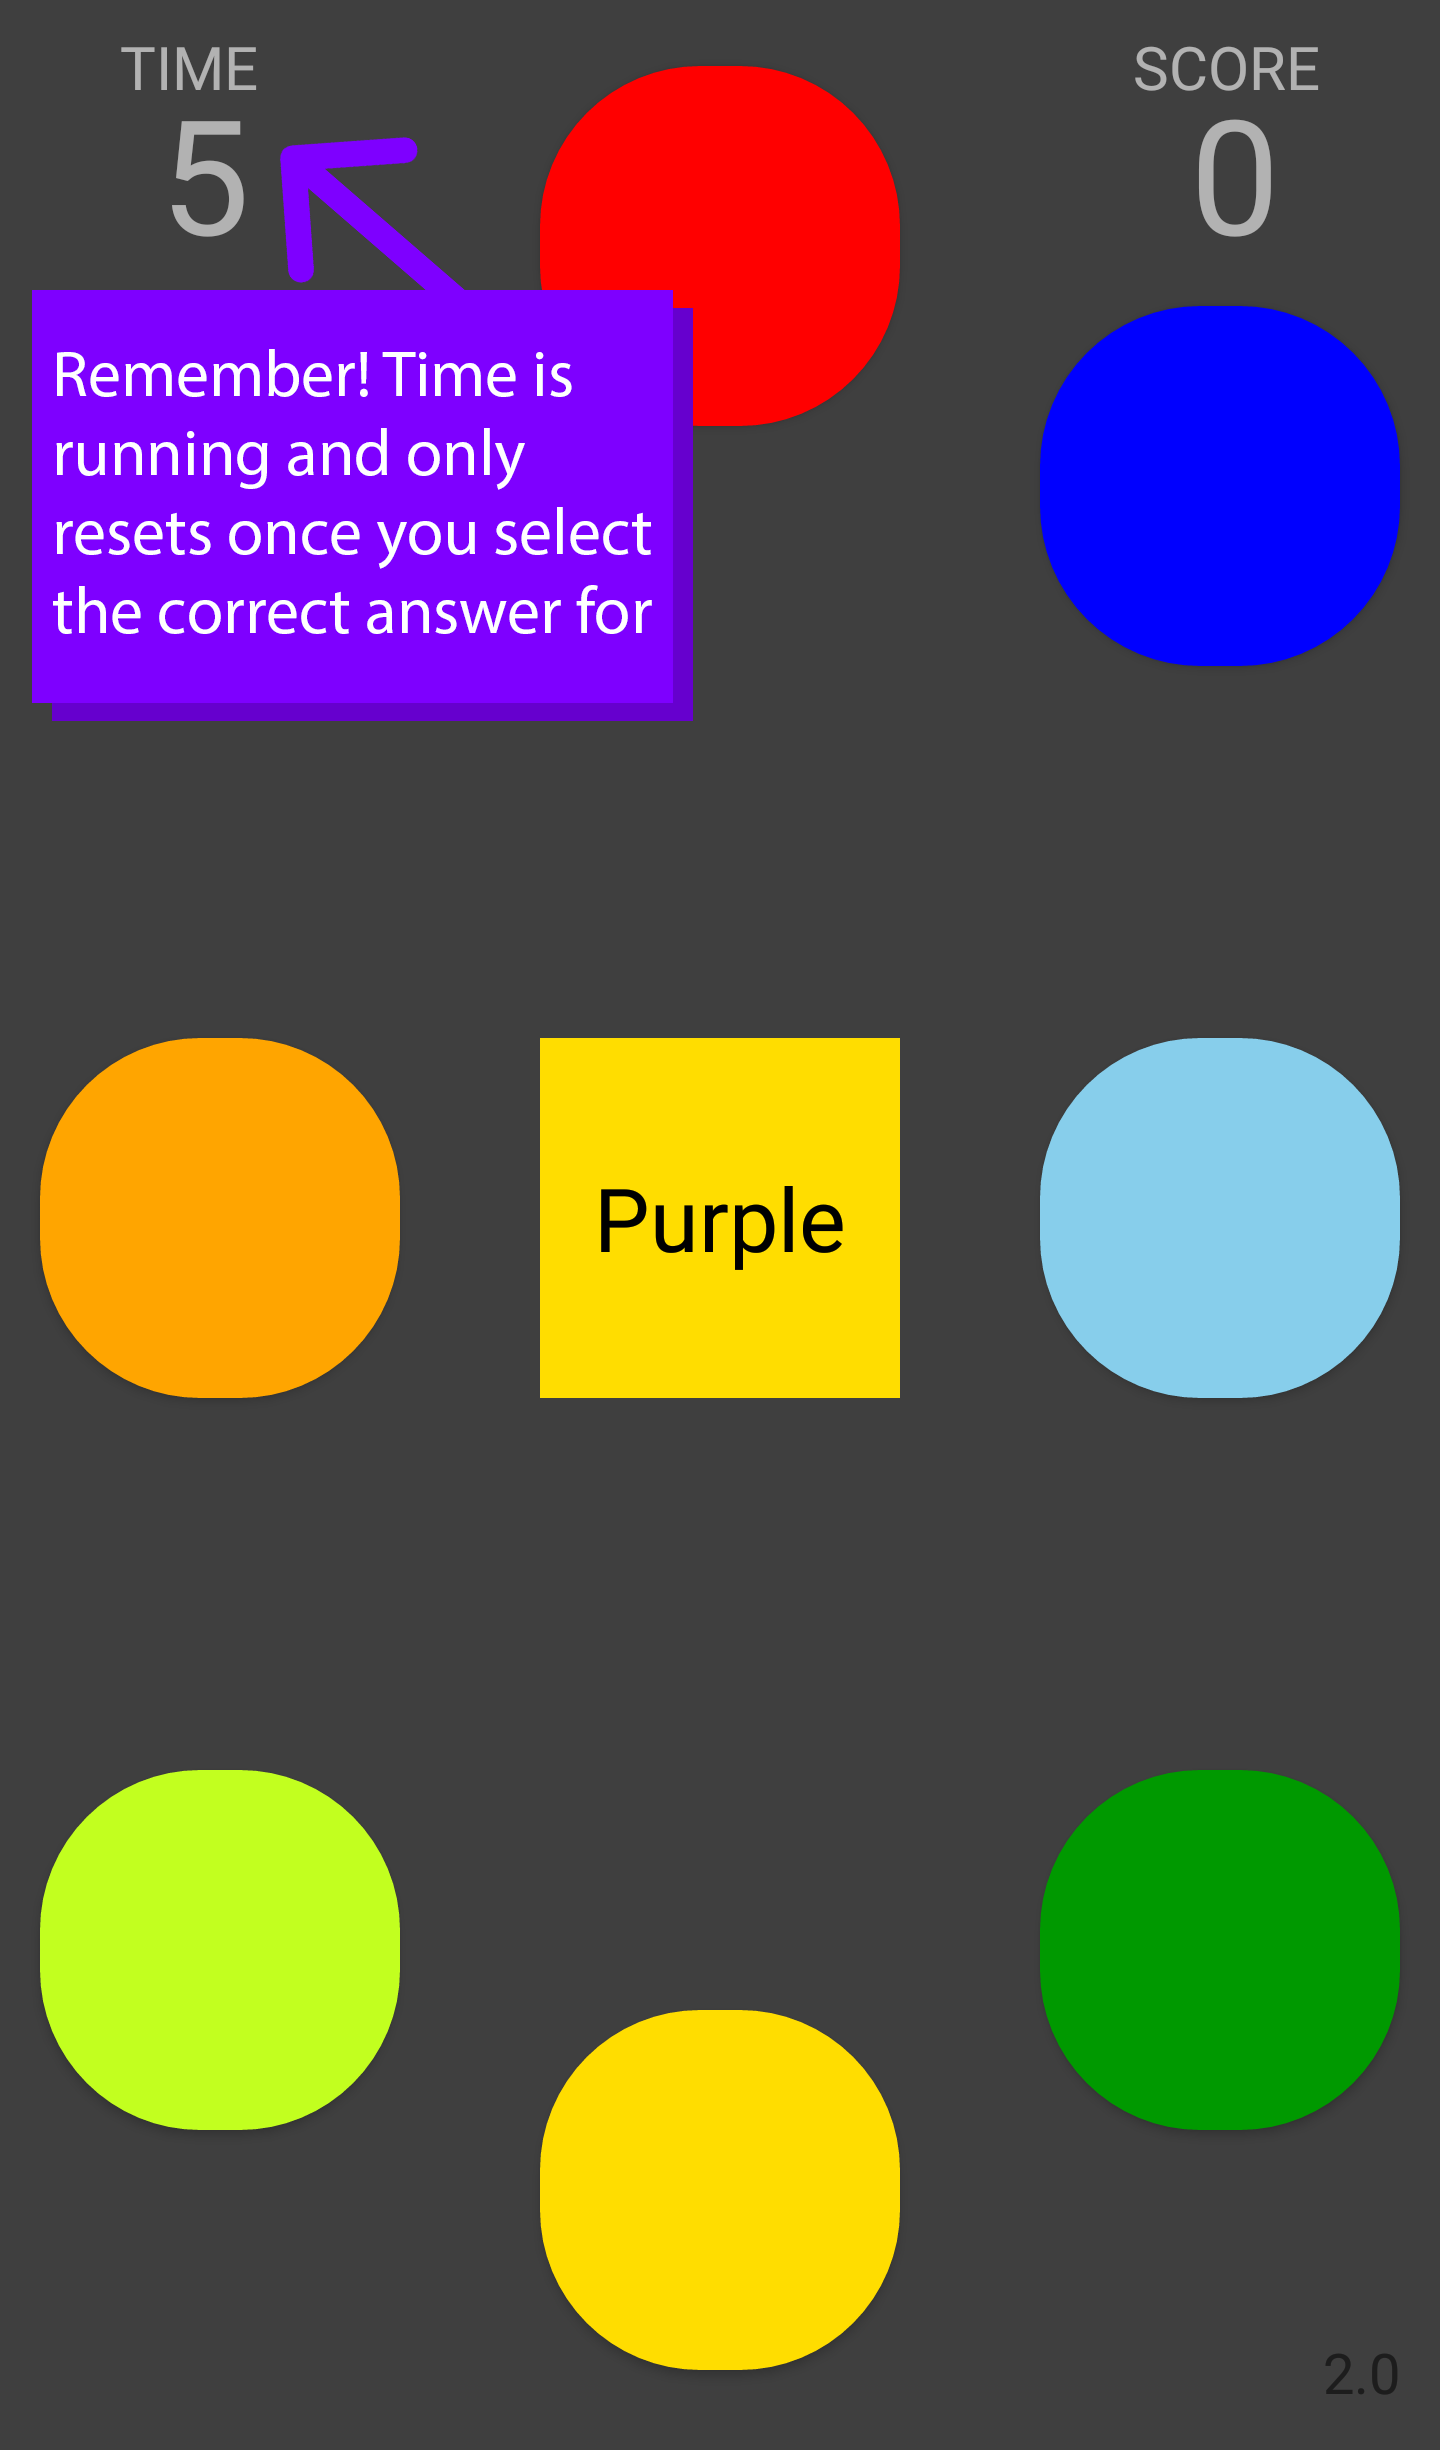 TIME
5
SCORE
0
Remember! Time is
running and only
resets once you select
the correct answer for
Purple
2.0